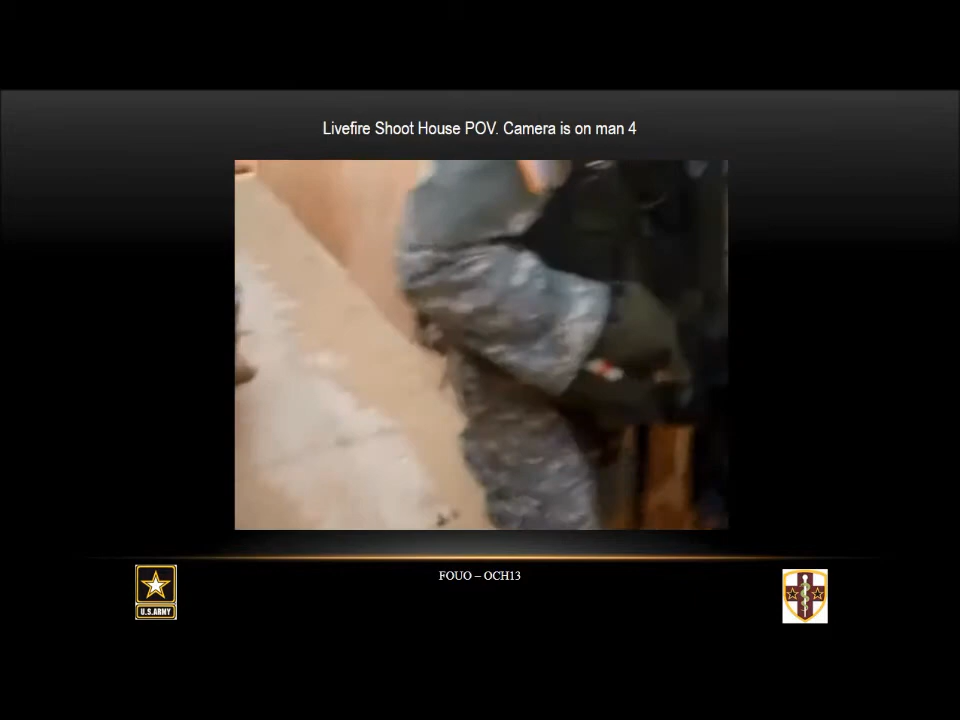 Livefire Shoot House POV. Camera is on man 4
FOUO – OCH13
U.S.ARMY